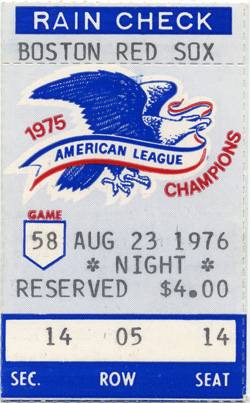 RAIN CHECK
BOSTON RED SOX
1975
AMERICAN LEAGUE
CHAMPIONS
GAME
58 AUG 23 1976
* NIGHT *
RESERVED $4.00
14 05 14
SEC. ROW SEAT